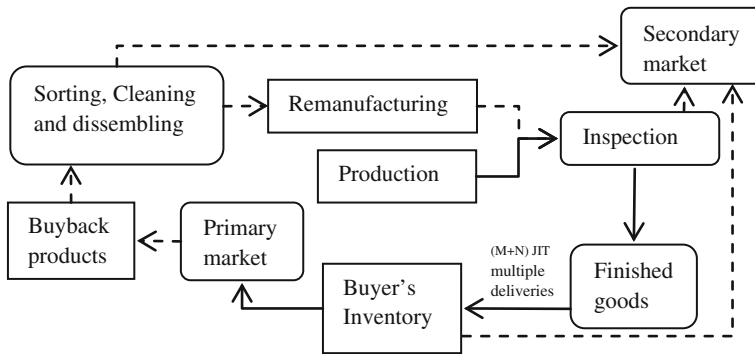 Secondary
market
Sorting, Cleaning
and dissembling
Remanufacturing
Inspection
Production
Buyback
products
Primary
market
(M+N) JIT
multiple
deliveries
Finished
goods
Buyer's
Inventory